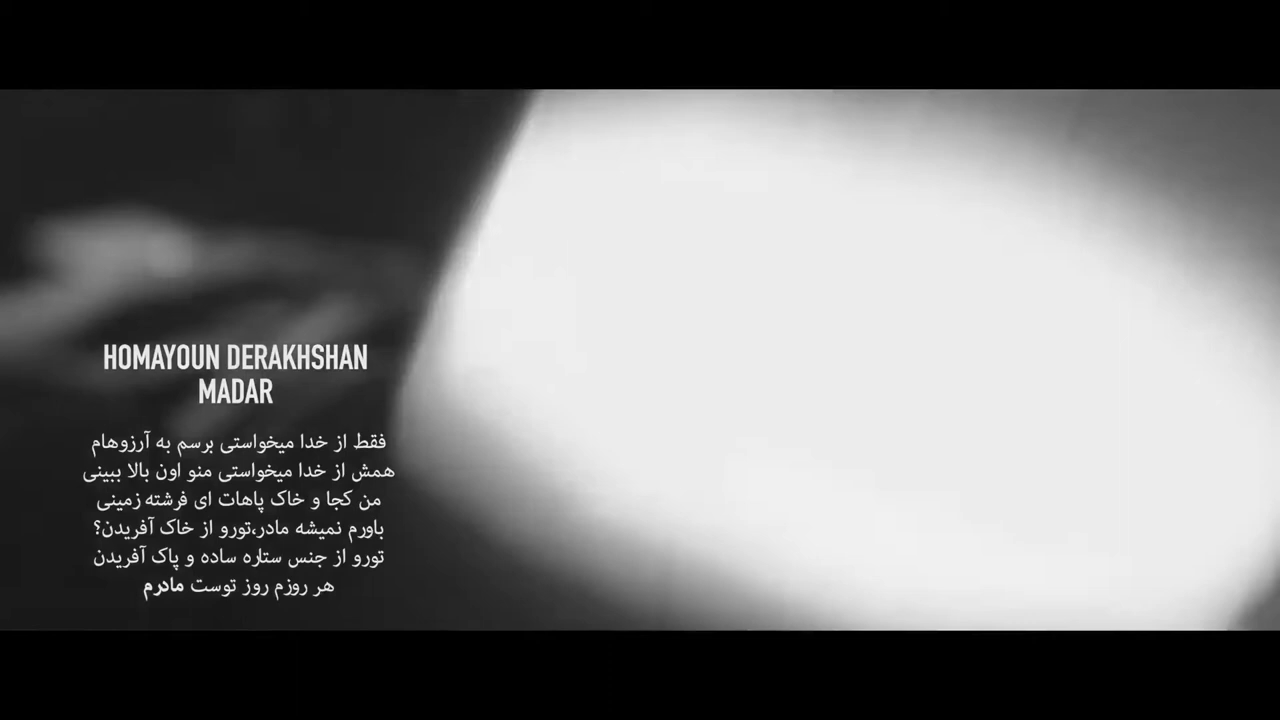 HOMAYOUN DERAKHSHAN
MADAR
فقط از خدا میخواستی برسم به آرزوهام
همش از خدا میخواستی منو اون بالا ببینی
من کجا و خاک پاهات ای فرشته زمینی
باورم نمیشه مادر،تورو از خاک آفریدن؟
تورو از جنس ستاره ساده و پاک آفریدن
هر روزم روز توست مادرم